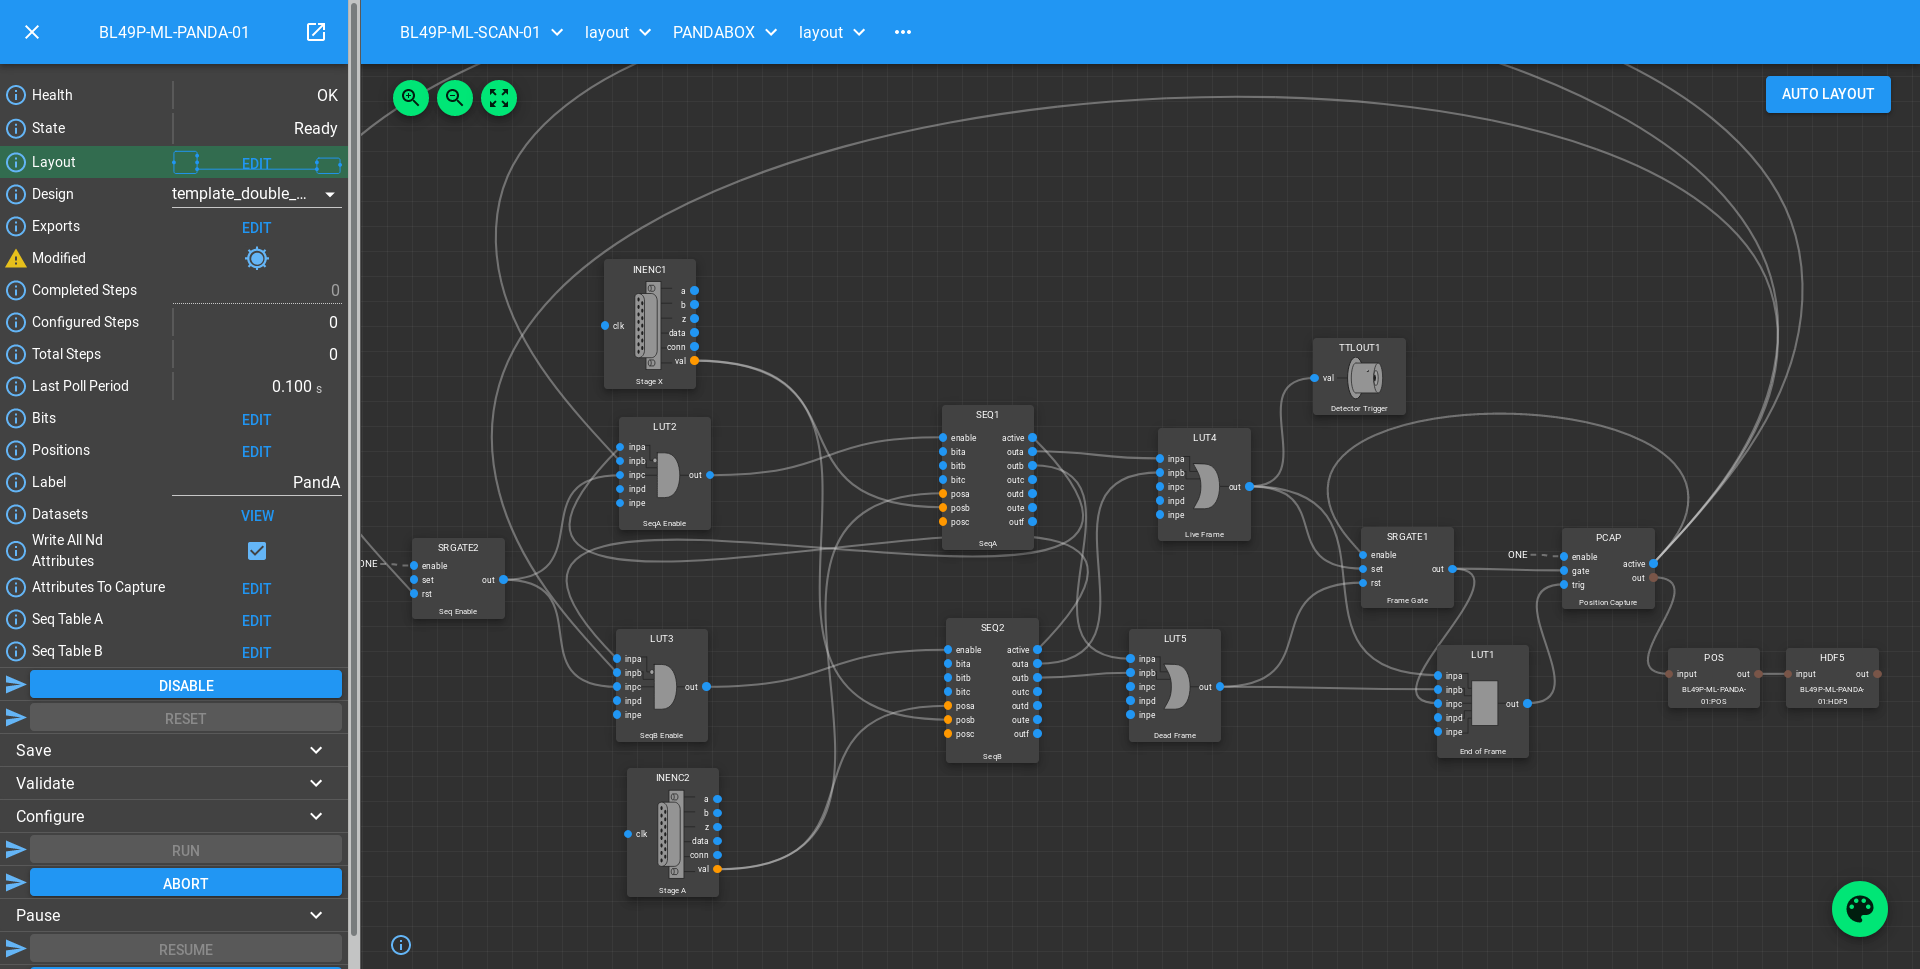 BL49P-ML-PANDA-01
BL49P-ML-SCAN-01 layout PANDABOX layout
AUTO LAYOUT
Health OK
State Ready
Layout EDIT
Design template_double_...
Exports EDIT
Modified
Completed Steps 0
Configured Steps 0
Total Steps 0
Last Poll Period 0.100 s
Bits EDIT
Positions EDIT
Label PandA
Datasets VIEW
Write All Nd
Attributes
Attributes To Capture EDIT
Seq Table A EDIT
Seq Table B EDIT
DISABLE
RESET
Save
Validate
Configure
RUN
ABORT
Pause
RESUME
INENC1
a
b
z
clk
data
conn
val
Stage X
LUT2
inpa
inpb
inpc out
inpd
inpe
SeqA Enable
ONE
SRGATE2
enable
set out
rst
Seq Enable
LUT3
inpa
inpb
inpc out
inpd
inpe
SeqB Enable
INENC2
a
b
z
clk
data
conn
val
Stage A
SEQ1
enable active
bita outa
bitb outb
bitc outc
posa outd
posb oute
posc outf
SeqA
SEQ2
enable active
bita outa
bitb outb
bitc outc
posa outd
posb oute
posc outf
SeqB
LUT4
inpa
inpb
inpc out
inpd
inpe
Live Frame
LUT5
inpa
inpb
inpc out
inpd
inpe
Dead Frame
TTLOUT1
val
Detector Trigger
SRGATE1
enable
set out
rst
Frame Gate
LUT1
inpa
inpb
inpc out
inpd
inpe
End of Frame
ONE
PCAP
enable
active
gate
out
trig
Position Capture
POS
input out
BL49P-ML-PANDA-
01:POS
HDF5
input out
BL49P-ML-PANDA-
01:HDF5